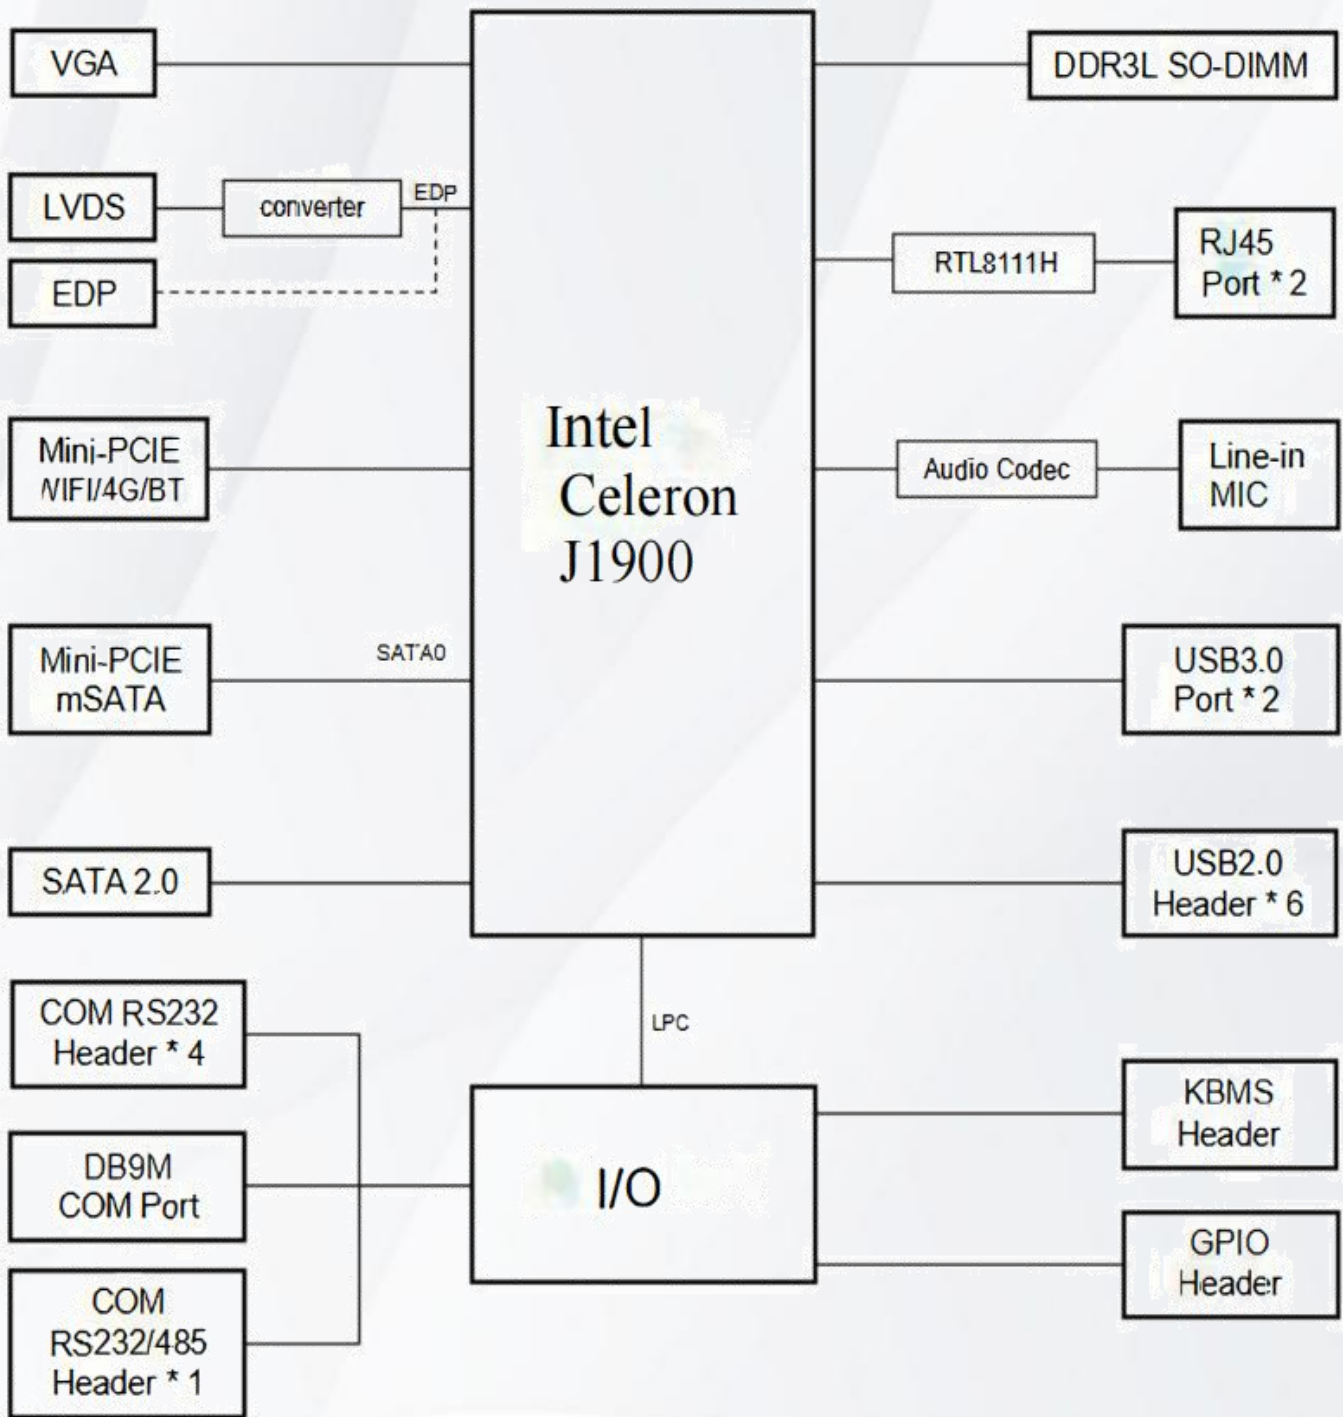 VGA
DDR3L SO-DIMM
LVDS
converter
EDP
EDP
RTL8111H
RJ45
Port * 2
Intel
Celeron
J1900
Mini-PCIE
WIFI/4G/BT
Audio Codec
Line-in
MIC
Mini-PCIE
mSATA
SATA0
USB3.0
Port * 2
SATA 2.0
USB2.0
Header * 6
COM RS232
Header * 4
LPC
DB9M
COM Port
I/O
KBMS
Header
COM
RS232/485
Header * 1
GPIO
Header